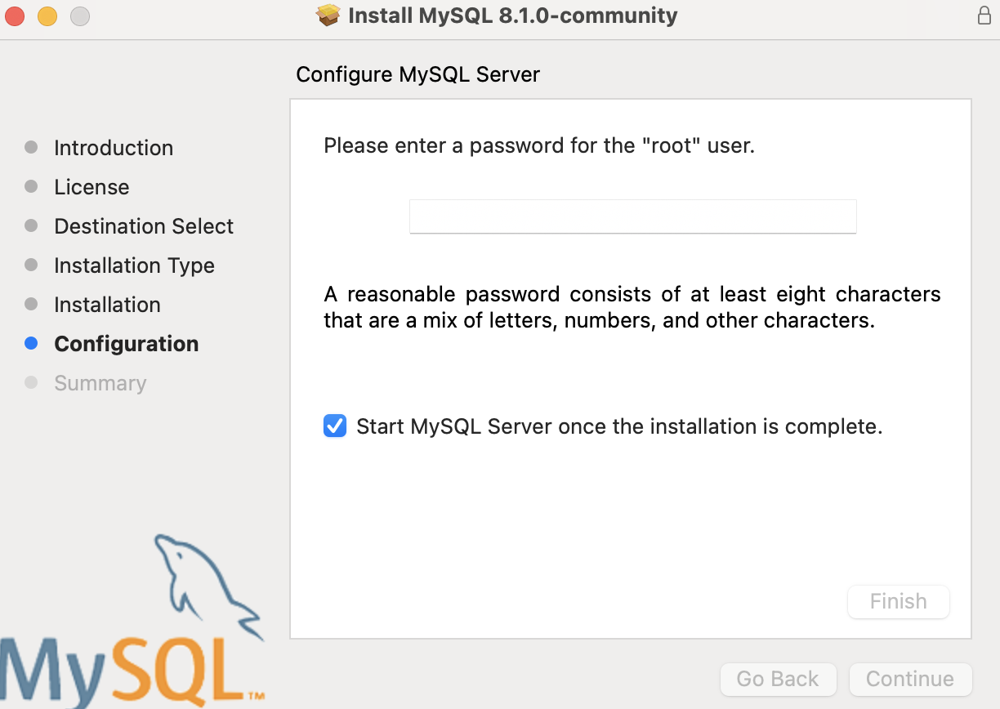 Install MySQL 8.1.0-community
Configure MySQL Server
Introduction
License
Destination Select
Installation Type
Installation
Configuration
Summary
Please enter a password for the "root" user.
A reasonable password consists of at least eight characters
that are a mix of letters, numbers, and other characters.
Start MySQL Server once the installation is complete.
Finish
MySQL™
Go Back
Continue